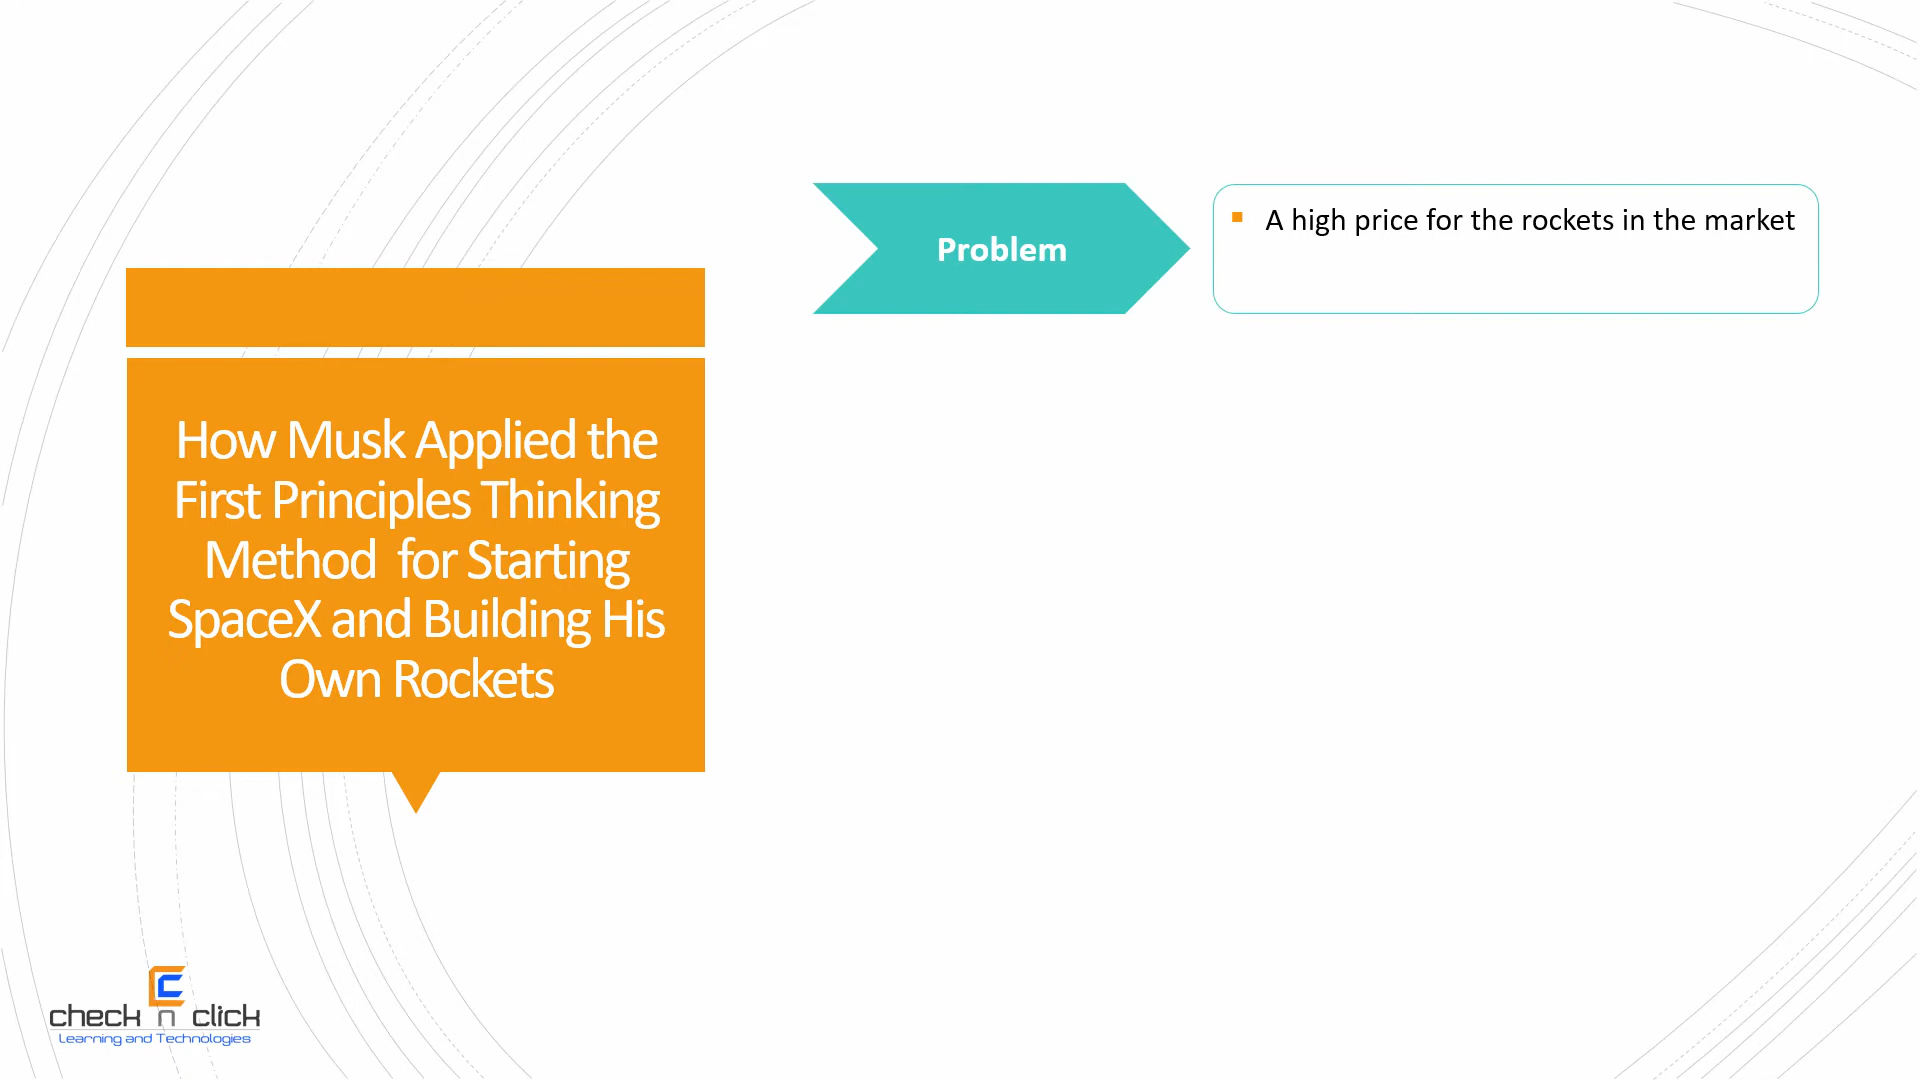 How Musk Applied the
First Principles Thinking
Method  for Starting
SpaceX and Building His
Own Rockets
Problem
▪ A high price for the rockets in the market
check n click
Learning and Technologies